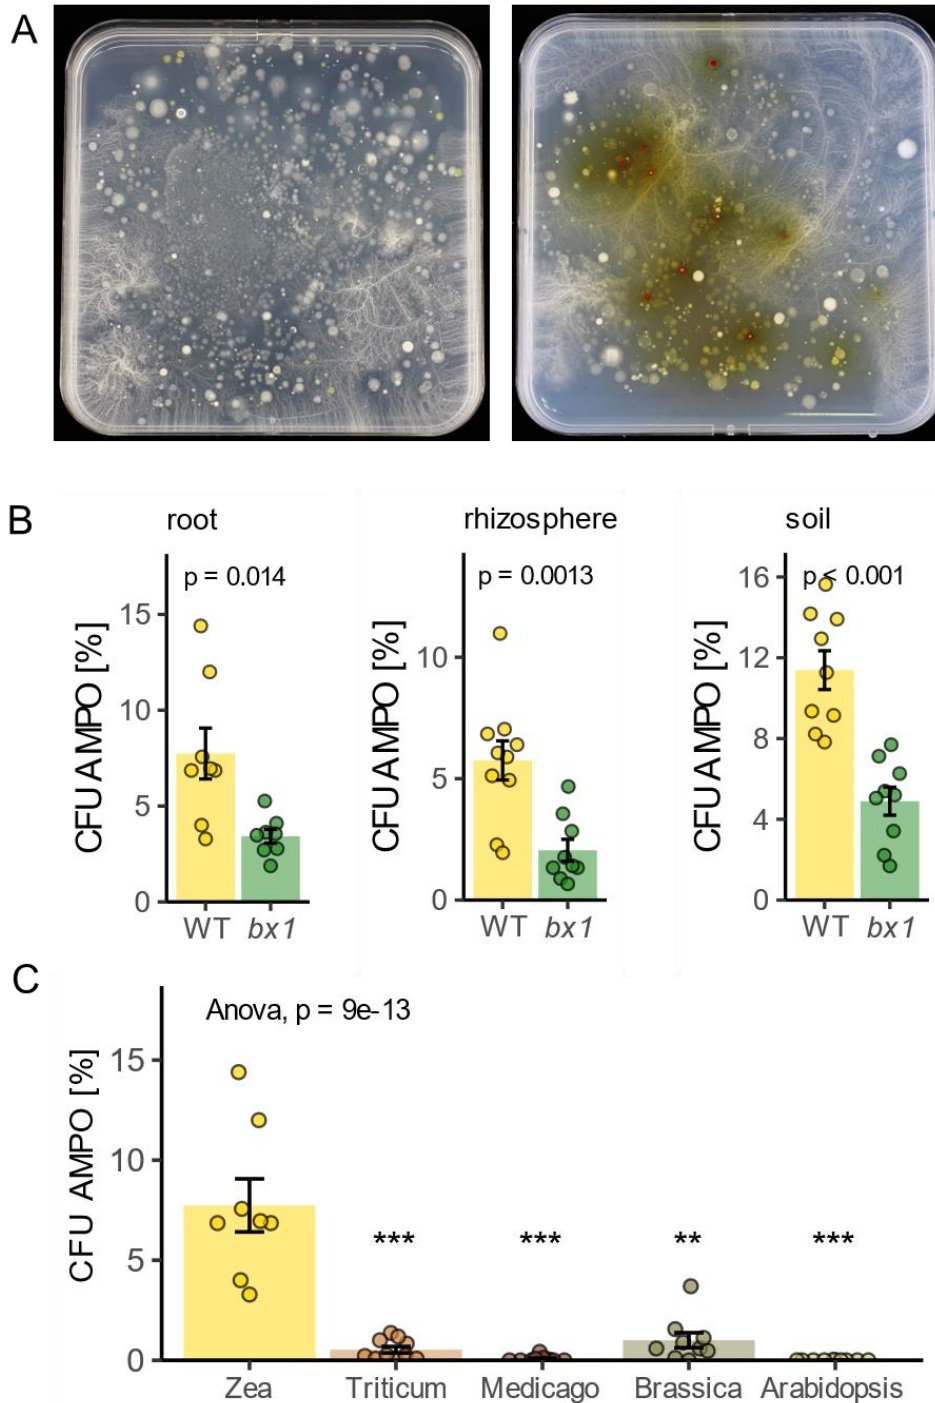 A
B
root
rhizosphere
soil
p = 0.014
p = 0.0013
p < 0.001
CFU AMPO [%]
15
10
5
0
WT
bx1
CFU AMPO [%]
10
5
0
WT
bx1
CFU AMPO [%]
16
12
8
4
0
WT
bx1
C
Anova, p = 9e-13
CFU AMPO [%]
15
10
5
0
***
***
**
***
Zea
Triticum
Medicago
Brassica
Arabidopsis